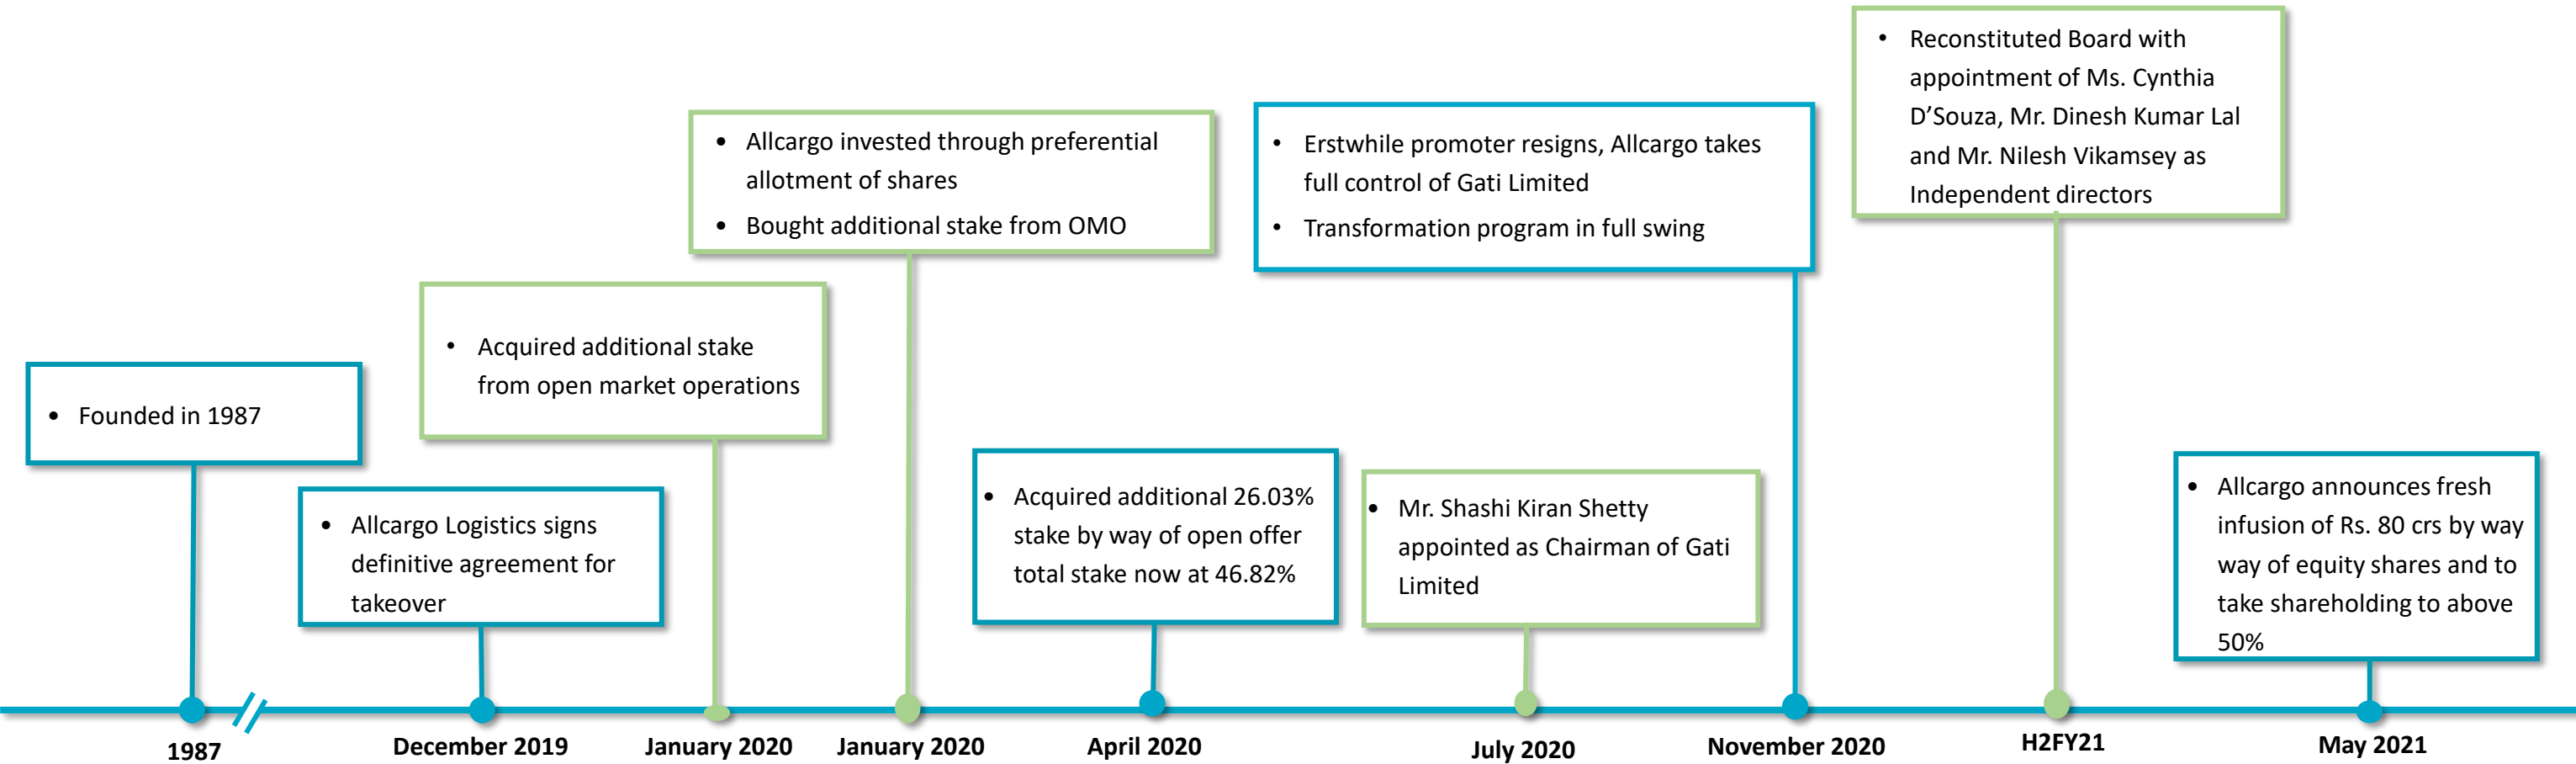 • Founded in 1987
• Allcargo Logistics signs
definitive agreement for
takeover
• Acquired additional stake
from open market operations
• Allcargo invested through preferential
allotment of shares
• Bought additional stake from OMO
• Acquired additional 26.03%
stake by way of open offer
total stake now at 46.82%
• Mr. Shashi Kiran Shetty
appointed as Chairman of Gati
Limited
• Erstwhile promoter resigns, Allcargo takes
full control of Gati Limited
• Transformation program in full swing
• Reconstituted Board with
appointment of Ms. Cynthia
D’Souza, Mr. Dinesh Kumar Lal
and Mr. Nilesh Vikamsey as
Independent directors
• Allcargo announces fresh
infusion of Rs. 80 crs by way
way of equity shares and to
take shareholding to above
50%
1987
December 2019
January 2020
January 2020
April 2020
July 2020
November 2020
H2FY21
May 2021